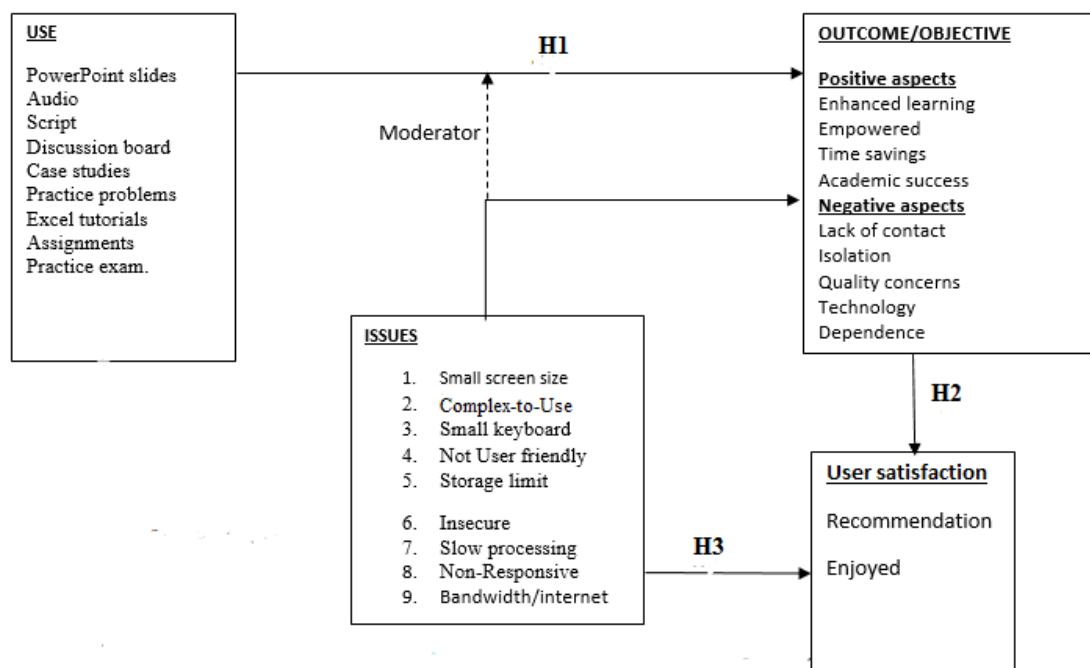 USE
PowerPoint slides
Audio
Script
Discussion board
Case studies
Practice problems
Excel tutorials
Assignments
Practice exam.
H1
Moderator
OUTCOME/OBJECTIVE
Positive aspects
Enhanced learning
Empowered
Time savings
Academic success
Negative aspects
Lack of contact
Isolation
Quality concerns
Technology
Dependence
ISSUES
1. Small screen size
2. Complex-to-Use
3. Small keyboard
4. Not User friendly
5. Storage limit
6. Insecure
7. Slow processing
8. Non-Responsive
9. Bandwidth/internet
H2
H3
User satisfaction
Recommendation
Enjoyed